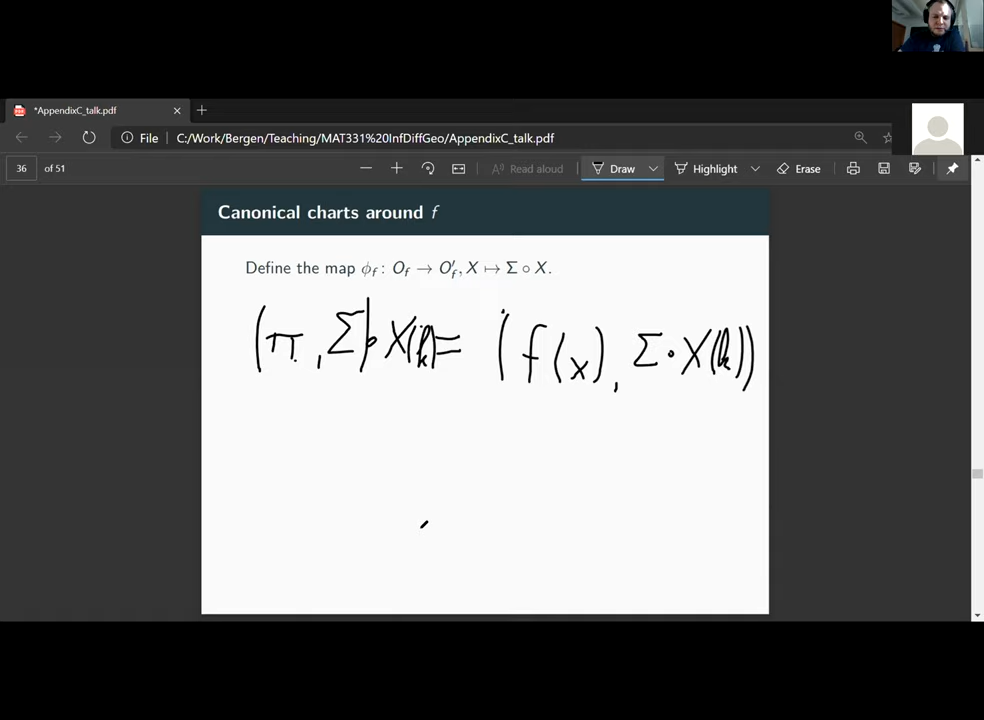 *AppendixC_talk.pdf
File C:/Work/Bergen/Teaching/MAT331%20InfDiffGeo/AppendixC_talk.pdf
36 of 51 Read aloud Draw Highlight Erase
Canonical charts around f
Define the map ϕ_f : O_f → O′_f, X ↦ Σ ∘ X.
(π, Σ)∘ X(k) = (f(x), Σ∘X(k))